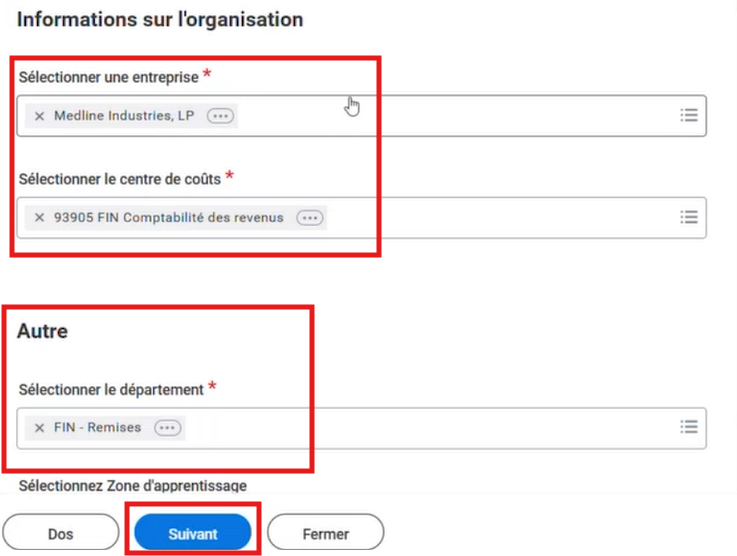 Informations sur l'organisation
Sélectionner une entreprise *
× Medline Industries, LP
Sélectionner le centre de coûts *
× 93905 FIN Comptabilité des revenus
Autre
Sélectionner le département *
× FIN - Remises
Sélectionnez Zone d'apprentissage
Dos Suivant Fermer